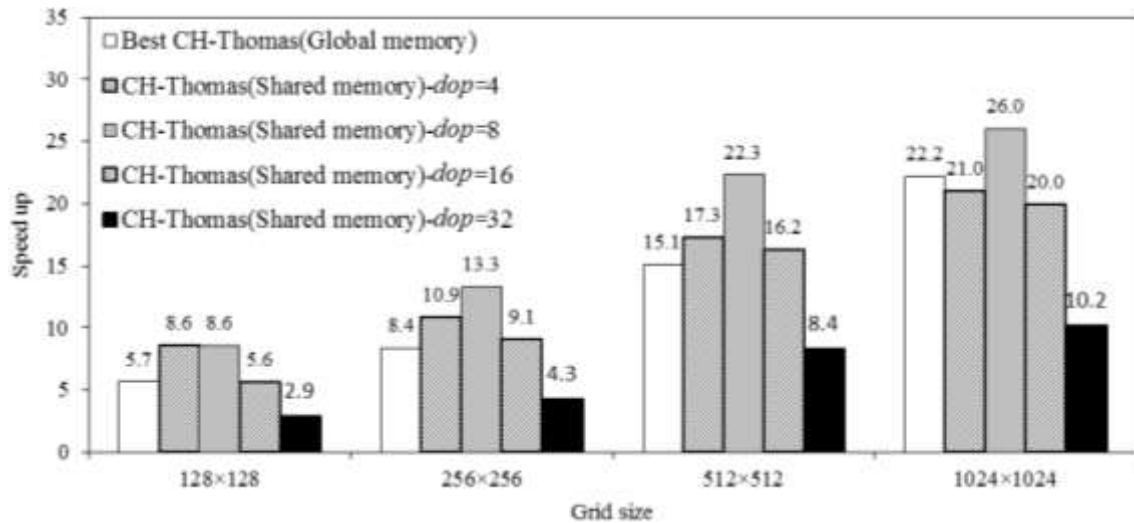 35
30
25
20
15
10
5
0
Speed up
Best CH-Thomas(Global memory)
CH-Thomas(Shared memory)-dop=4
CH-Thomas(Shared memory)-dop=8
CH-Thomas(Shared memory)-dop=16
CH-Thomas(Shared memory)-dop=32
5.7 8.6 8.6 5.6 2.9
8.4 10.9 13.3 9.1 4.3
15.1 17.3 22.3 16.2 8.4
22.2 21.0 26.0 20.0 10.2
128×128 256×256 512×512 1024×1024
Grid size